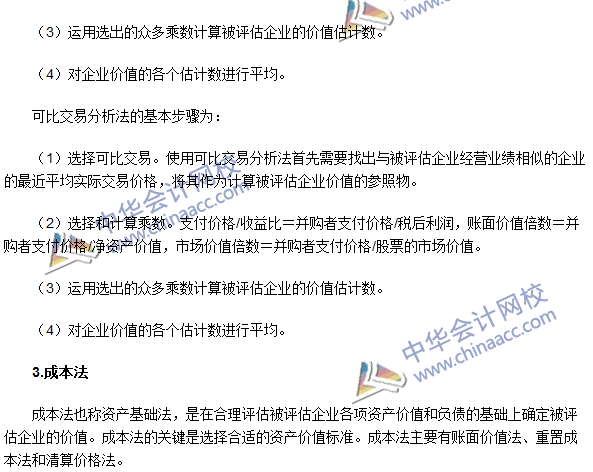 （3）运用选出的众多乘数计算被评估企业的价值估计数。
（4）对企业价值的各个估计数进行平均。
可比交易分析法的基本步骤为：
（1）选择可比交易。使用可比交易分析法首先需要找出与被评估企业经营业绩相似的企业
的最近平均实际交易价格，将其作为计算被评估企业价值的参照物。
（2）选择和计算乘数。支付价格/收益比＝并购者支付价格/税后利润，账面价值倍数＝并
购者支付价格/净资产价值，市场价值倍数＝并购者支付价格/股票的市场价值。
（3）运用选出的众多乘数计算被评估企业的价值估计数。
（4）对企业价值的各个估计数进行平均。
3.成本法
成本法也称资产基础法，是在合理评估被评估企业各项资产价值和负债的基础上确定被评
估企业的价值。成本法的关键是选择合适的资产价值标准。成本法主要有账面价值法、重置成
本法和清算价格法。
www.chinaacc.com
中华会计网校
www.chinaacc.com
中华会计网校
www.chinaacc.com